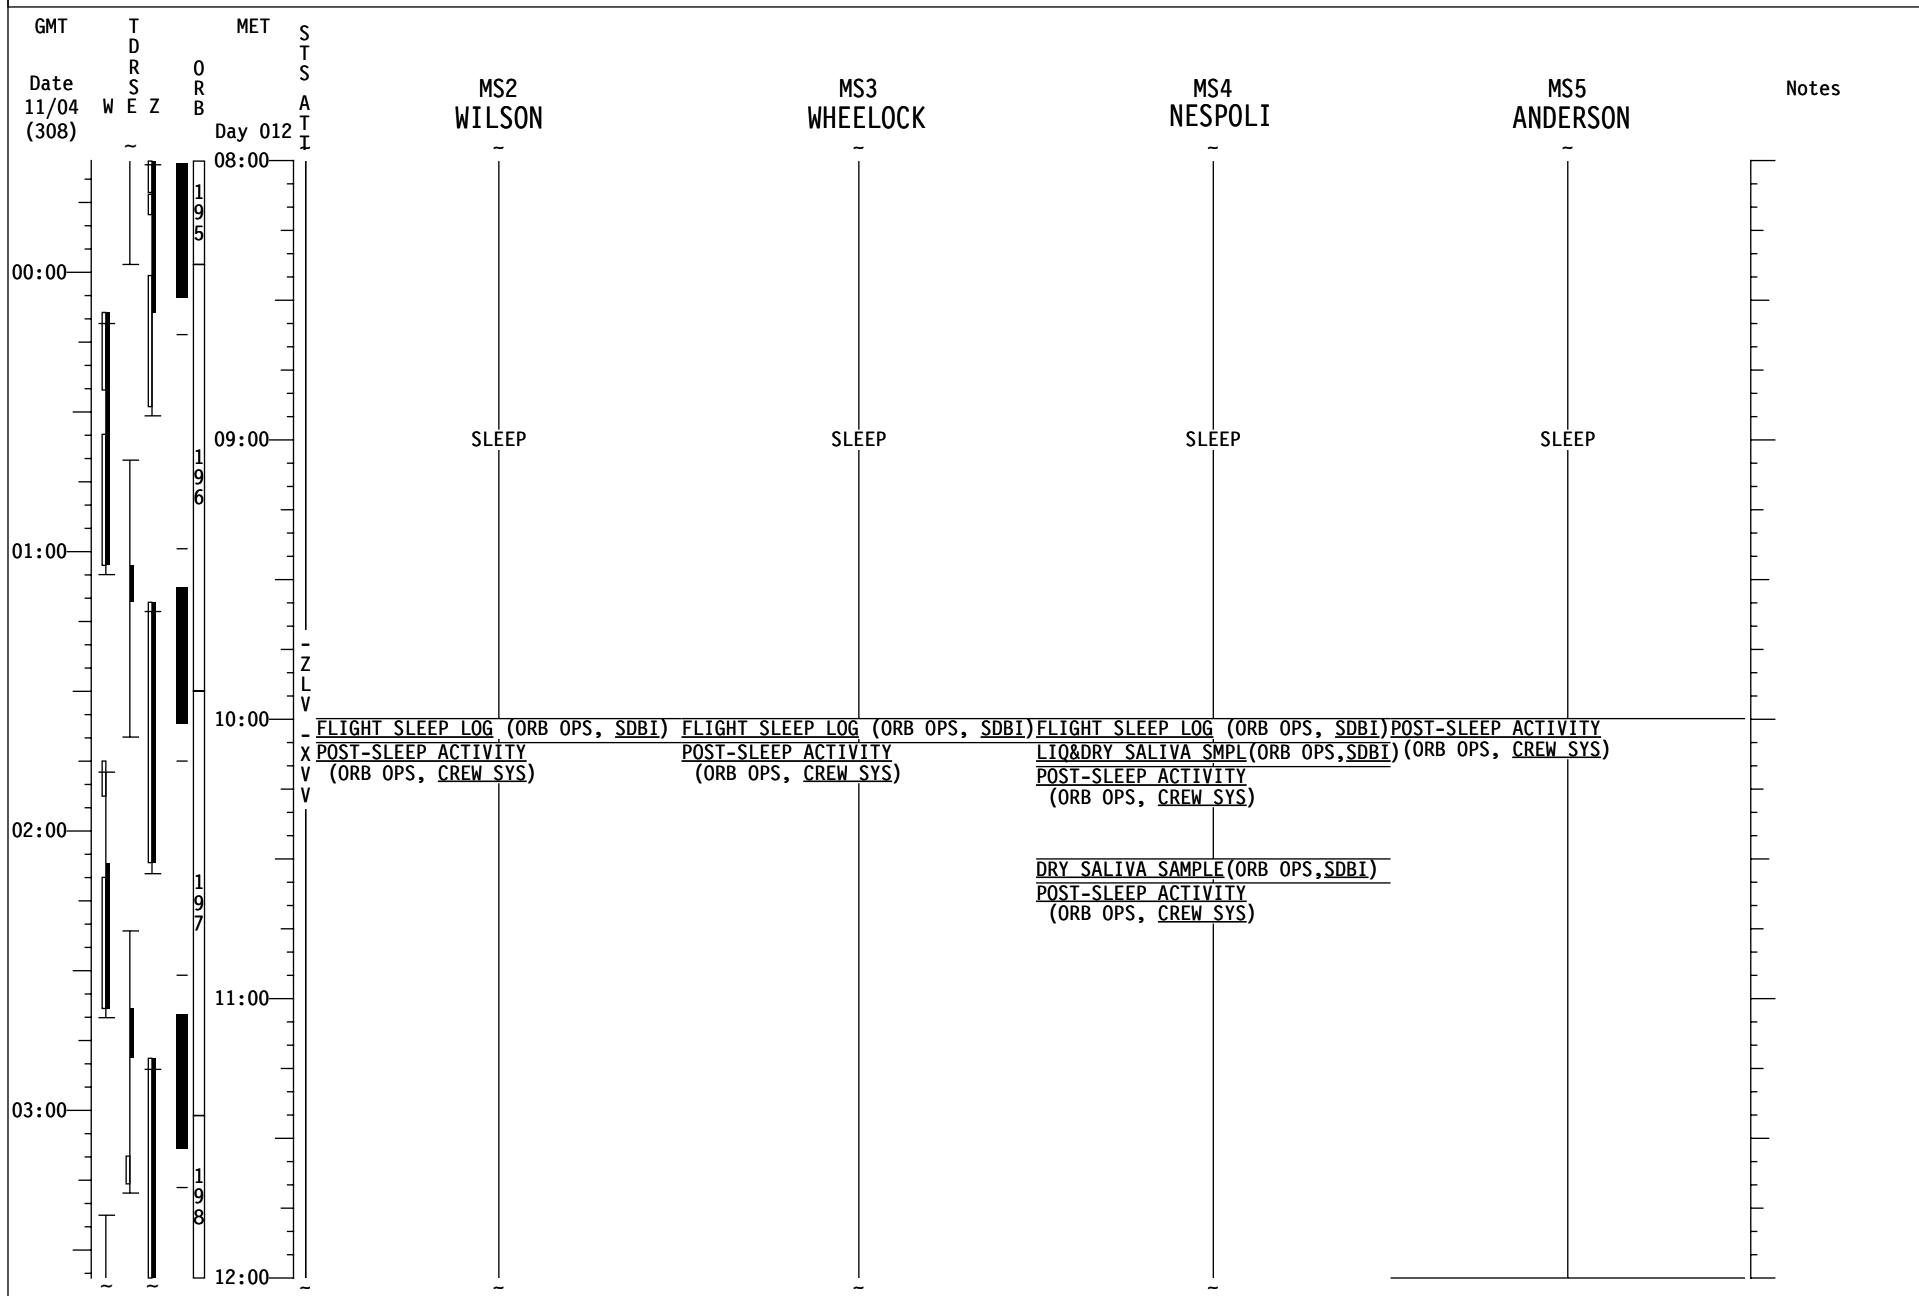 GMT
TDRS
MET
STS ATT
ORB
Date
11/04
(308)
W E Z
Day 012
MS2
WILSON
MS3
WHEELOCK
MS4
NESPOLI
MS5
ANDERSON
Notes
~ ~ ~ ~ ~
08:00
195
00:00
09:00
SLEEP SLEEP SLEEP SLEEP
196
01:00
-ZLV
10:00
-XVV
FLIGHT SLEEP LOG (ORB OPS, SDBI)
POST-SLEEP ACTIVITY
(ORB OPS, CREW SYS)
FLIGHT SLEEP LOG (ORB OPS, SDBI)
POST-SLEEP ACTIVITY
(ORB OPS, CREW SYS)
FLIGHT SLEEP LOG (ORB OPS, SDBI)
LIQ&DRY SALIVA SMPL(ORB OPS,SDBI)
POST-SLEEP ACTIVITY
(ORB OPS, CREW SYS)
DRY SALIVA SAMPLE(ORB OPS,SDBI)
POST-SLEEP ACTIVITY
(ORB OPS, CREW SYS)
POST-SLEEP ACTIVITY
(ORB OPS, CREW SYS)
02:00
197
11:00
03:00
198
12:00
~ ~ ~ ~ ~ ~